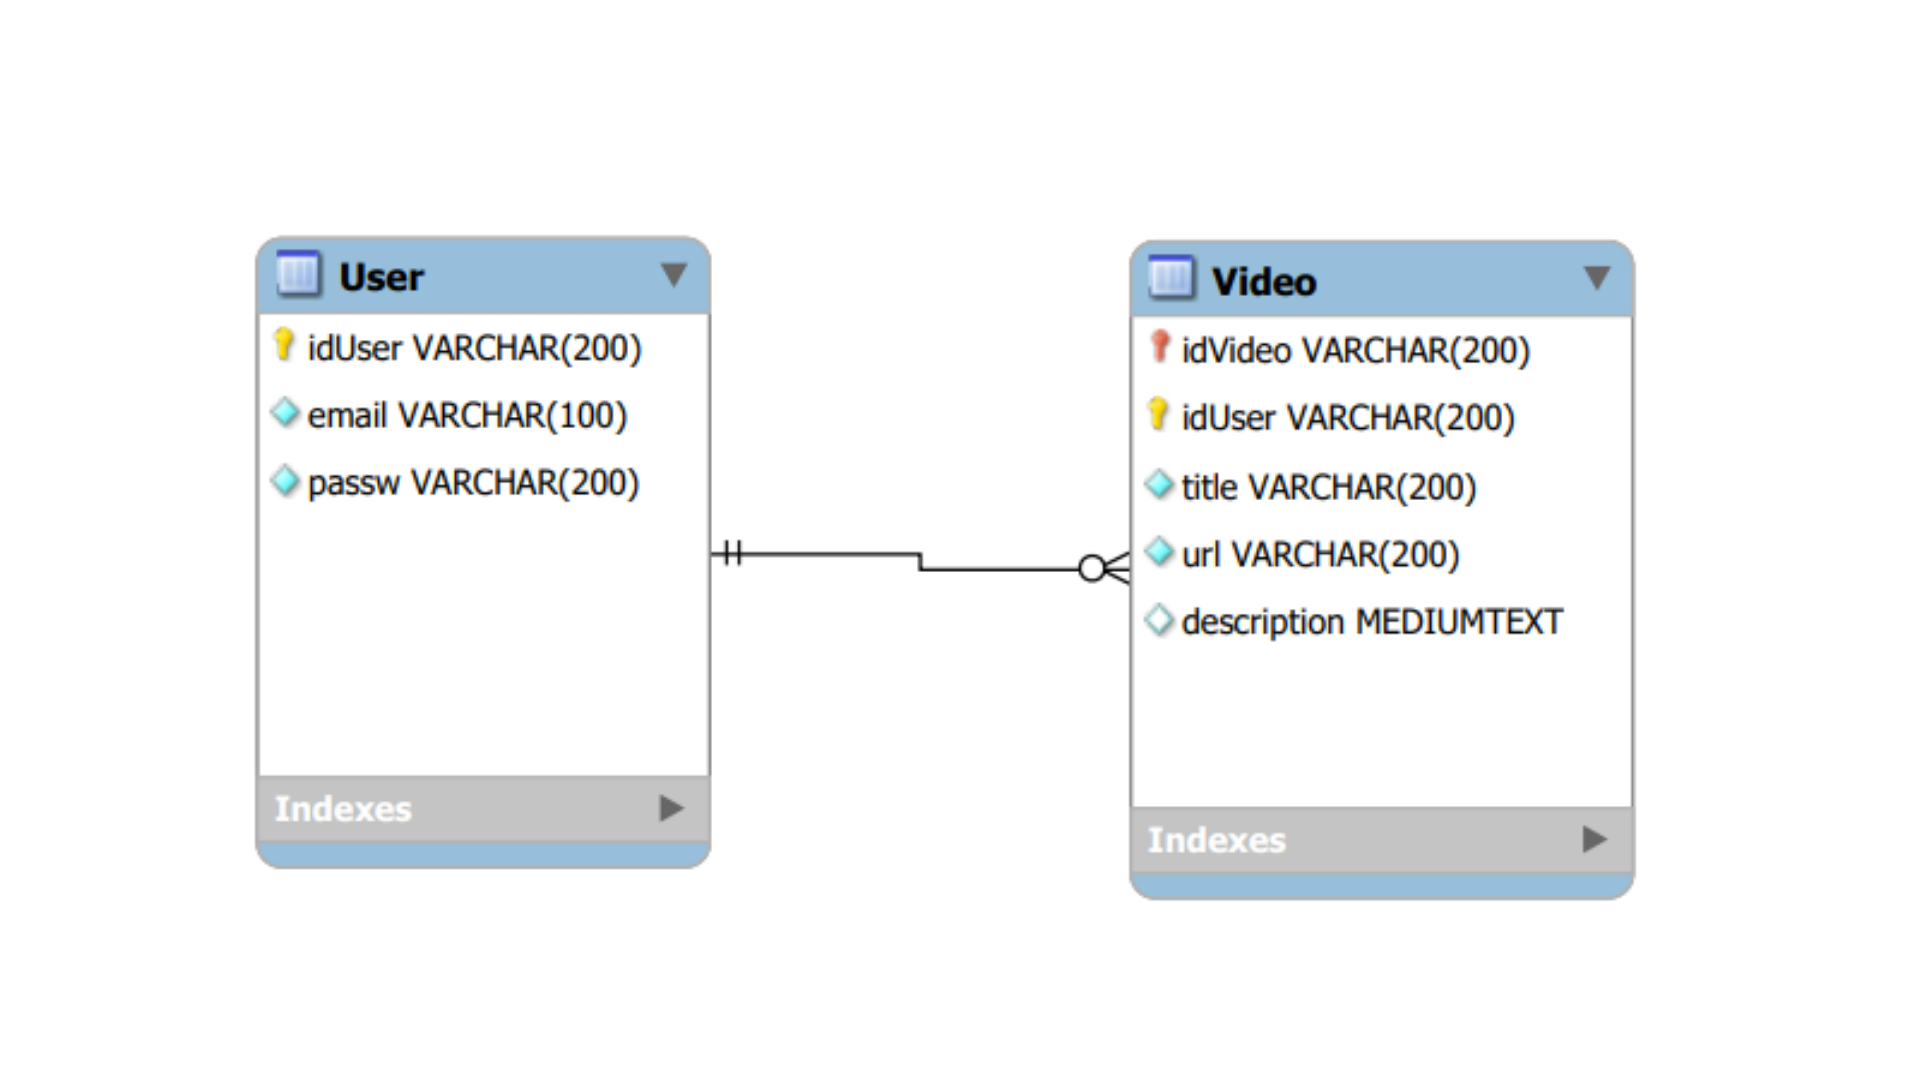 User
idUser VARCHAR(200)
email VARCHAR(100)
passw VARCHAR(200)
Indexes
Video
idVideo VARCHAR(200)
idUser VARCHAR(200)
title VARCHAR(200)
url VARCHAR(200)
description MEDIUMTEXT
Indexes